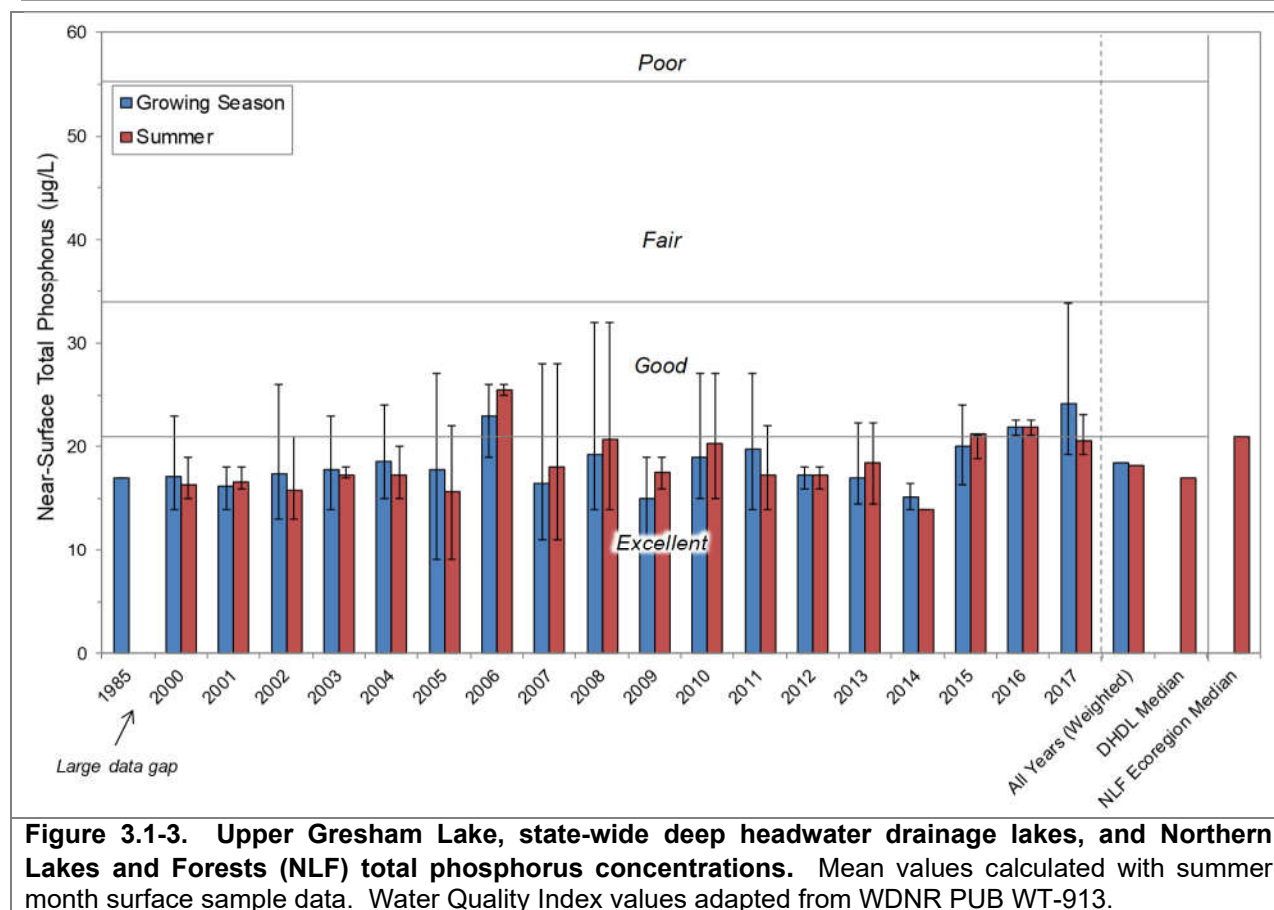 60
50
40
30
20
10
0
Near-Surface Total Phosphorus (µg/L)
Growing Season
Summer
Poor
Fair
Good
Excellent
1985
2000
2001
2002
2003
2004
2005
2006
2007
2008
2009
2010
2011
2012
2013
2014
2015
2016
2017
All Years (Weighted)
DHDL Median
NLF Ecoregion Median
Large data gap
Figure 3.1-3. Upper Gresham Lake, state-wide deep headwater drainage lakes, and Northern
Lakes and Forests (NLF) total phosphorus concentrations. Mean values calculated with summer
month surface sample data. Water Quality Index values adapted from WDNR PUB WT-913.